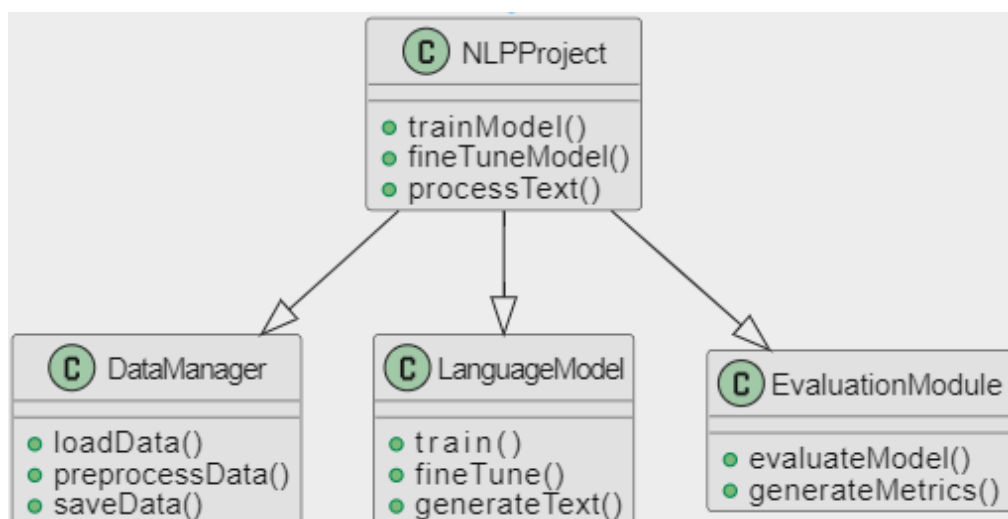 C NLPProject
trainModel()
fineTuneModel()
processText()
C DataManager
loadData()
preprocessData()
saveData()
C LanguageModel
train()
fineTune()
generateText()
C EvaluationModule
evaluateModel()
generateMetrics()